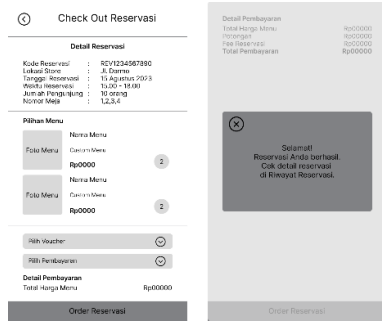 Check Out Reservasi
Detail Reservasi
Kode Reservasi : REV1234567890
Lokasi Store : JL Darmo
Tanggal Reservasi : 15 Agustus 2023
Waktu Reservasi : 15.00 - 18.00
Jumlah Pengunjung : 10 orang
Nomor Meja : 1,2,3,4
Pilihan Menu
Foto Menu
Nama Menu
Custom Menu
Rp0000
2
Foto Menu
Nama Menu
Custom Menu
Rp0000
2
Pilih Voucher
Pilih Pembayaran
Detail Pembayaran
Total Harga Menu Rp00000
Order Reservasi
Detail Pembayaran
Total Harga Menu Rp00000
Potongan Rp00000
Fee Reservasi Rp00000
Total Pembayaran Rp00000
Selamat!
Reservasi Anda berhasil.
Cek detail reservasi
di Riwayat Reservasi.
Order Reservasi